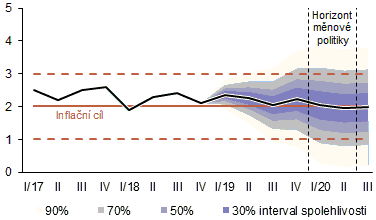 5
Horizont
měnové
politiky
4
3
2
Inflační cíl
1
0
I/17 II III IV I/18 II III IV I/19 II III IV I/20 II III
90% 70% 50% 30% interval spolehlivosti